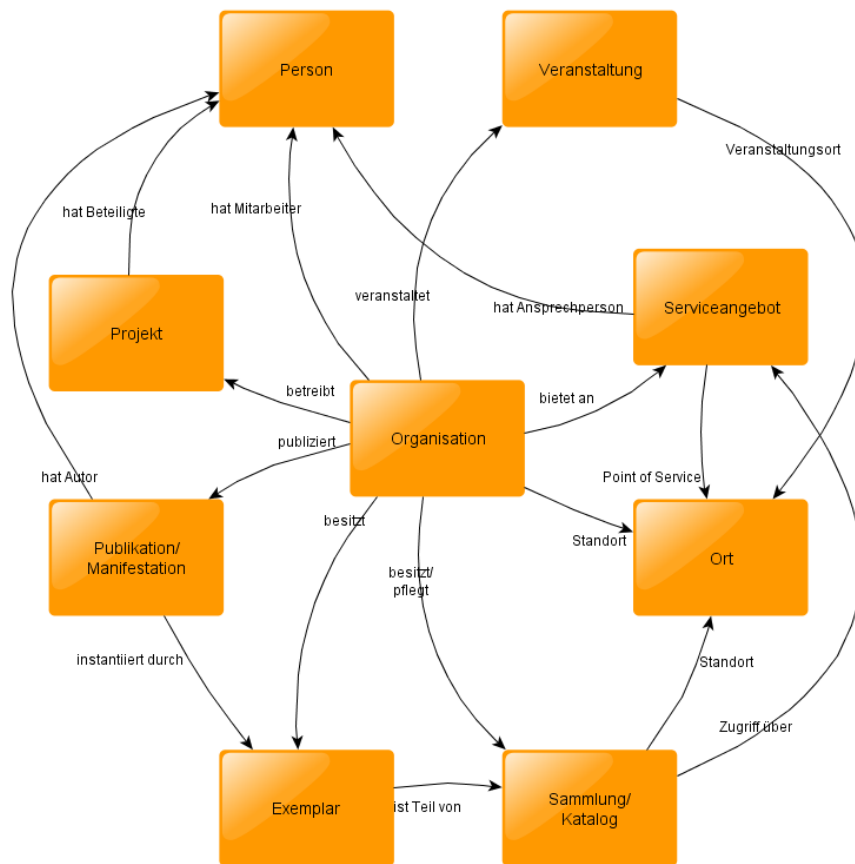 Person
Veranstaltung
Veranstaltungsort
hat Beteiligte
hat Mitarbeiter
veranstaltet
hat Ansprechperson
Serviceangebot
Projekt
betreibt
bietet an
publiziert
Organisation
hat Autor
Point of Service
besitzt
Standort
Publikation/
Manifestation
besitzt/
pflegt
Ort
instantiiert durch
Standort
Zugriff über
Exemplar
ist Teil von
Sammlung/
Katalog